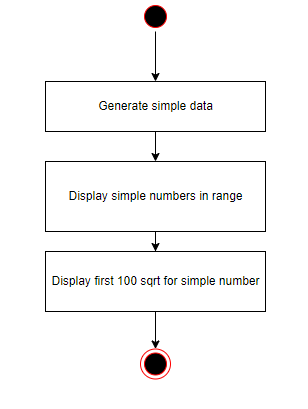 Generate simple data
Display simple numbers in range
Display first 100 sqrt for simple number